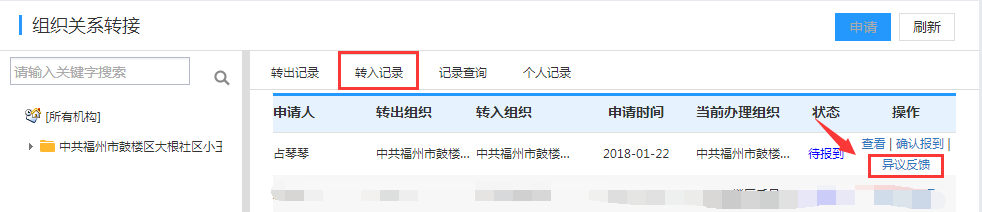 组织关系转接
申请 刷新
请输入关键字搜索
[所有机构]
中共福州市鼓楼区大根社区小玊
转出记录 转入记录 记录查询 个人记录
申请人 转出组织 转入组织 申请时间 当前办理组织 状态 操作
占琴琴 中共福州市鼓楼... 中共福州市鼓楼... 2018-01-22 中共福州市鼓楼... 待报到 查看 | 确认报到 |
异议反馈